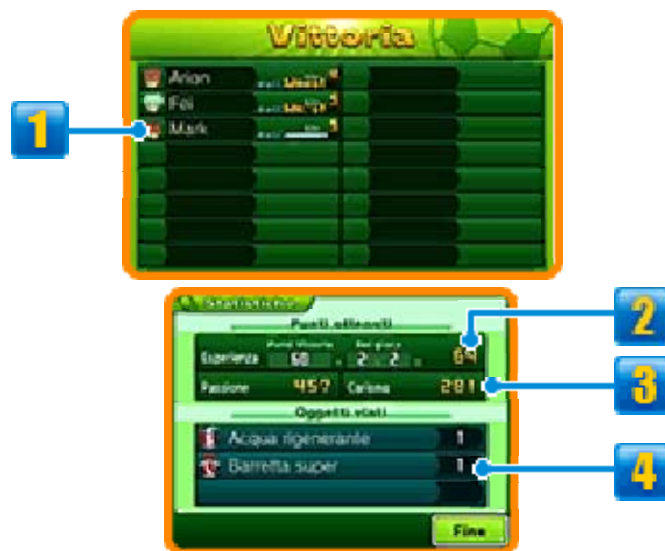 Vittoria
Arion
Fei
Mark
1
Statistiche
Punti ottenuti
Esperienza 60 2 2 64
Passione 457 Carisma 281
Oggetti vinti
Acqua rigenerante 1
Barretta super 1
Fine
2
3
4